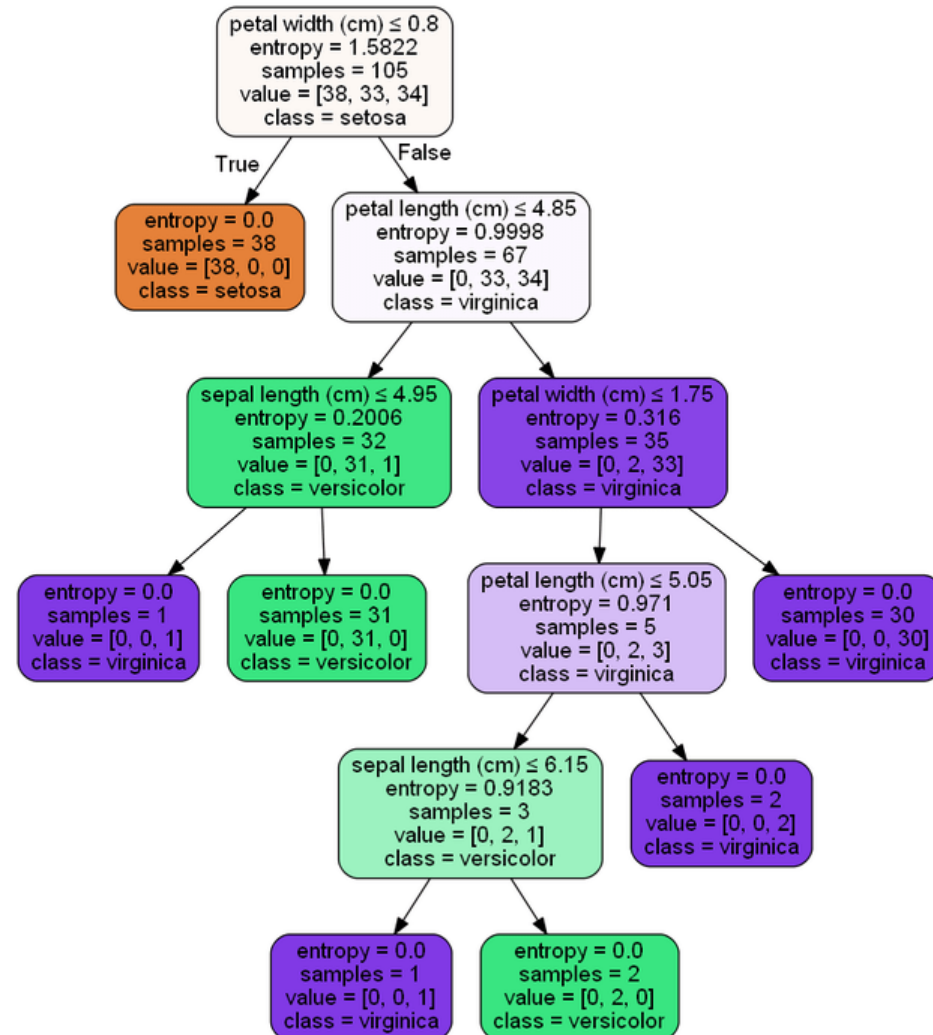 petal width (cm) ≤ 0.8
entropy = 1.5822
samples = 105
value = [38, 33, 34]
class = setosa
True
False
entropy = 0.0
samples = 38
value = [38, 0, 0]
class = setosa
petal length (cm) ≤ 4.85
entropy = 0.9998
samples = 67
value = [0, 33, 34]
class = virginica
sepal length (cm) ≤ 4.95
entropy = 0.2006
samples = 32
value = [0, 31, 1]
class = versicolor
petal width (cm) ≤ 1.75
entropy = 0.316
samples = 35
value = [0, 2, 33]
class = virginica
entropy = 0.0
samples = 1
value = [0, 0, 1]
class = virginica
entropy = 0.0
samples = 31
value = [0, 31, 0]
class = versicolor
petal length (cm) ≤ 5.05
entropy = 0.971
samples = 5
value = [0, 2, 3]
class = virginica
entropy = 0.0
samples = 30
value = [0, 0, 30]
class = virginica
sepal length (cm) ≤ 6.15
entropy = 0.9183
samples = 3
value = [0, 2, 1]
class = versicolor
entropy = 0.0
samples = 2
value = [0, 0, 2]
class = virginica
entropy = 0.0
samples = 1
value = [0, 0, 1]
class = virginica
entropy = 0.0
samples = 2
value = [0, 2, 0]
class = versicolor